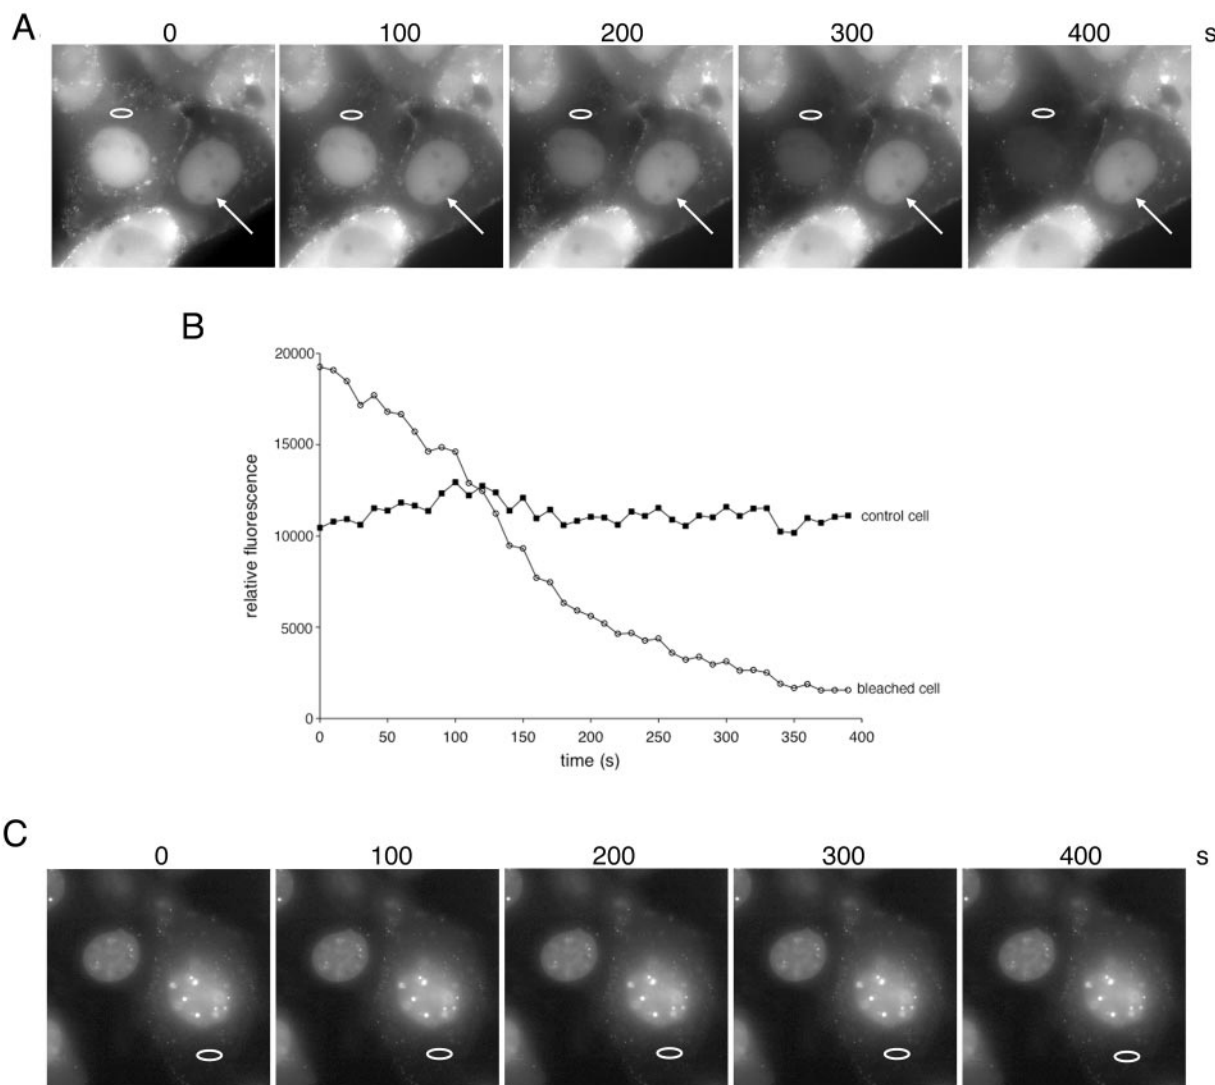 A
0 100 200 300 400 s
B
20000
15000
10000
5000
0
relative fluorescence
control cell
bleached cell
0 50 100 150 200 250 300 350 400
time (s)
C
0 100 200 300 400 s